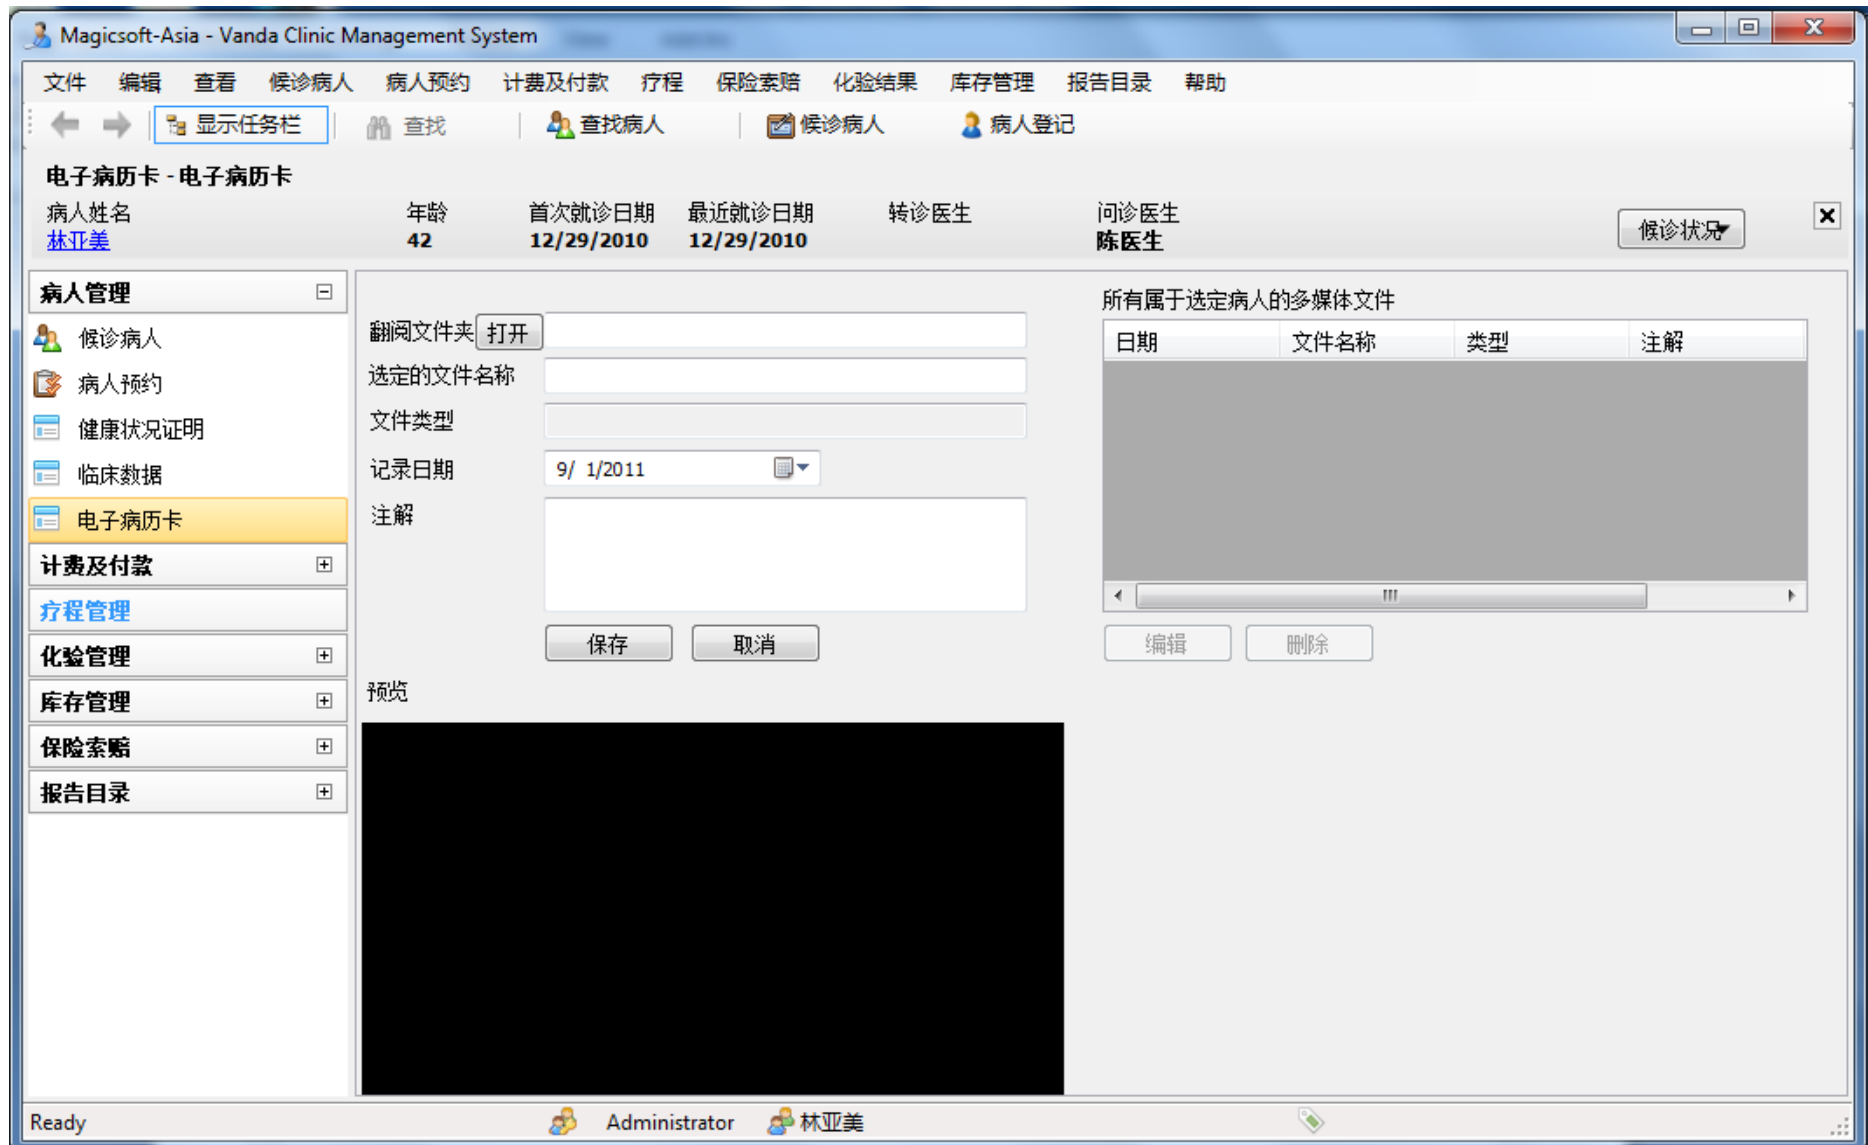 Magicsoft-Asia - Vanda Clinic Management System
文件 编辑 查看 候诊病人 病人预约 计费及付款 疗程 保险索赔 化验结果 库存管理 报告目录 帮助
显示任务栏 查找 查找病人 候诊病人 病人登记
电子病历卡 - 电子病历卡
病人姓名 年龄 首次就诊日期 最近就诊日期 转诊医生 问诊医生
林亚美 42 12/29/2010 12/29/2010 陈医生
候诊状况
病人管理
候诊病人
病人预约
健康状况证明
临床数据
电子病历卡
计费及付款
疗程管理
化验管理
库存管理
保险索赔
报告目录
翻阅文件夹 打开
选定的文件名称
文件类型
记录日期 9/ 1/2011
注解
保存 取消
预览
所有属于选定病人的多媒体文件
日期 文件名称 类型 注解
编辑 删除
Ready Administrator 林亚美